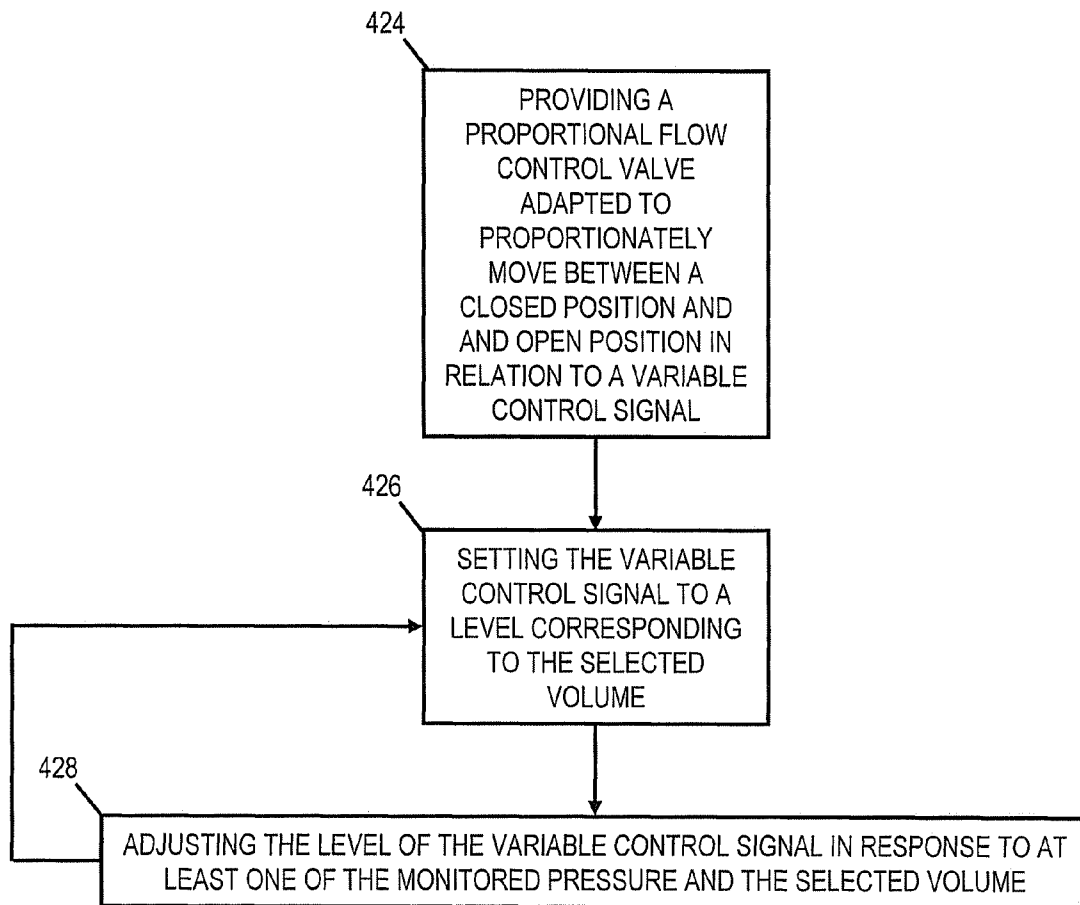 424
PROVIDING A
PROPORTIONAL FLOW
CONTROL VALVE
ADAPTED TO
PROPORTIONATELY
MOVE BETWEEN A
CLOSED POSITION AND
AND OPEN POSITION IN
RELATION TO A VARIABLE
CONTROL SIGNAL
426
SETTING THE VARIABLE
CONTROL SIGNAL TO A
LEVEL CORRESPONDING
TO THE SELECTED
VOLUME
428
ADJUSTING THE LEVEL OF THE VARIABLE CONTROL SIGNAL IN RESPONSE TO AT
LEAST ONE OF THE MONITORED PRESSURE AND THE SELECTED VOLUME